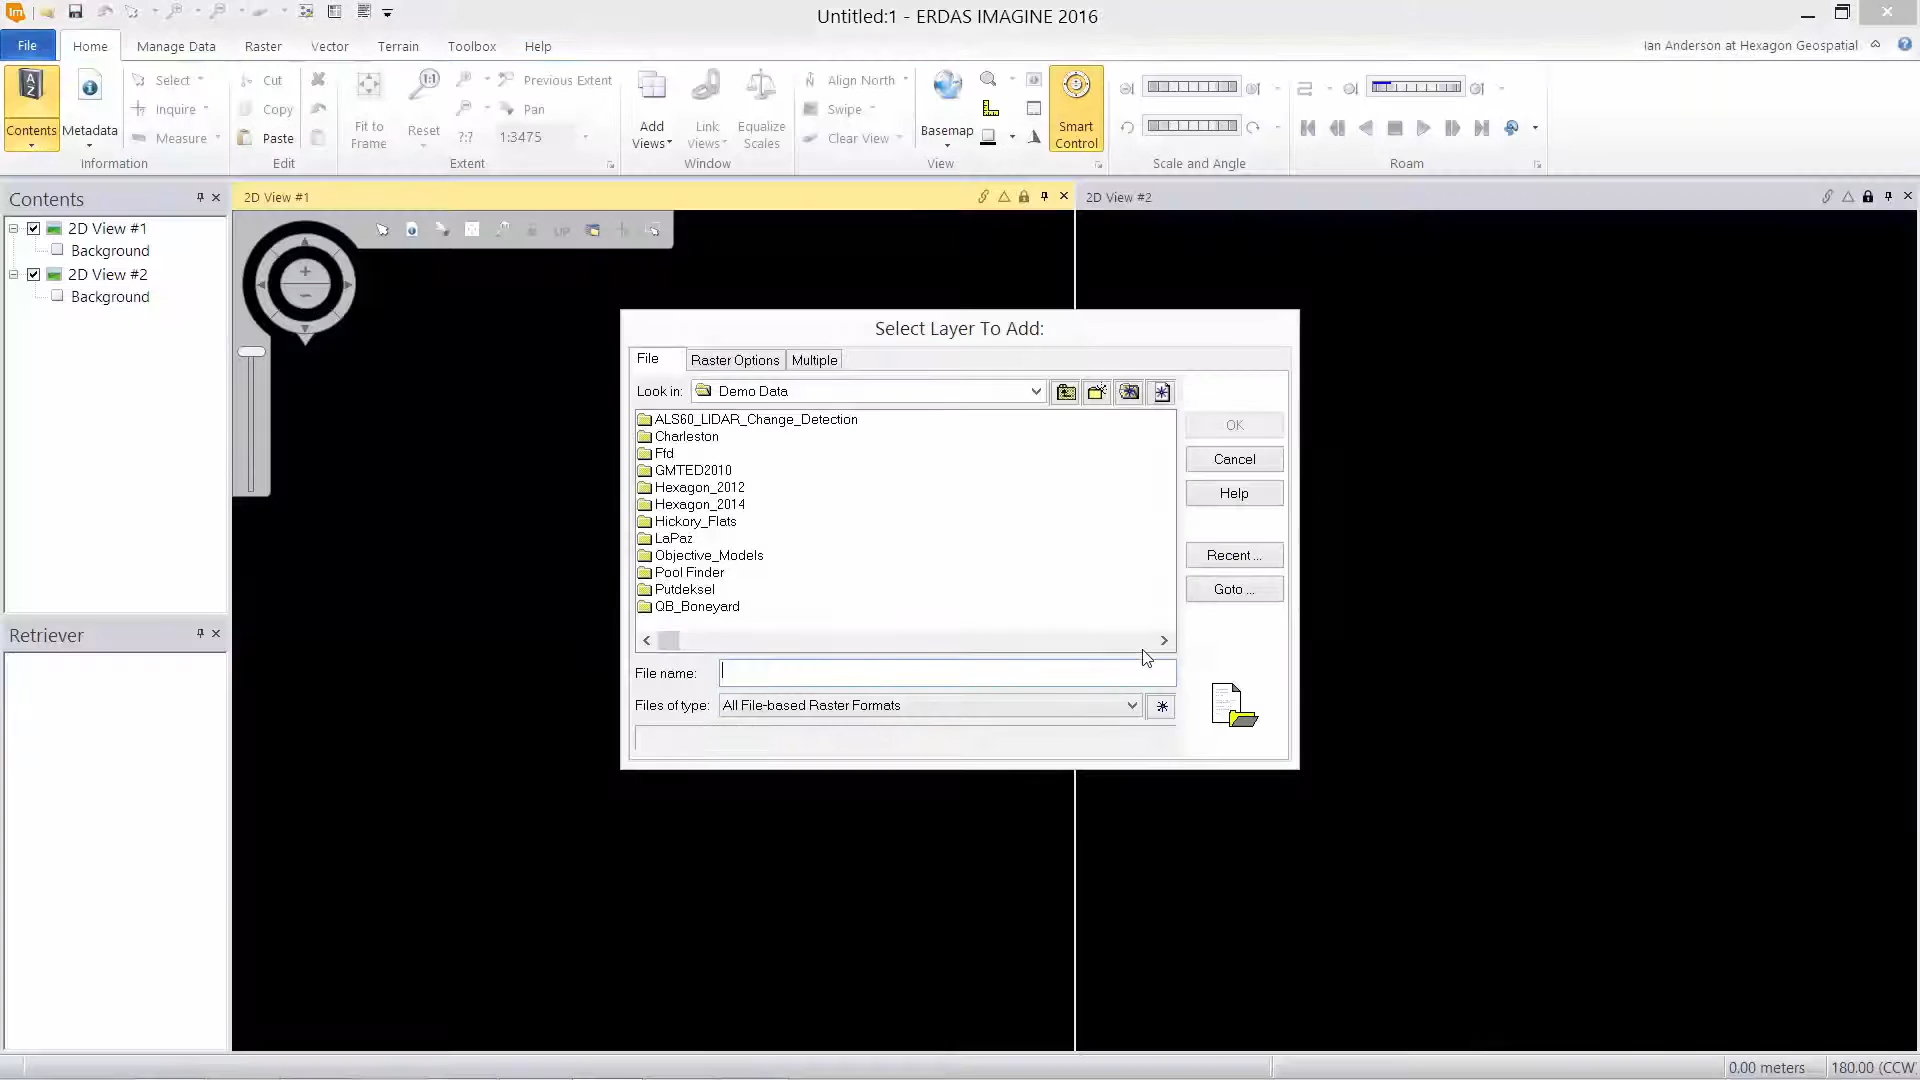 Untitled:1 - ERDAS IMAGINE 2016
File Home Manage Data Raster Vector Terrain Toolbox Help
Ian Anderson at Hexagon Geospatial
Contents
Metadata
Select
Inquire
Measure
Information
Cut
Copy
Paste
Edit
Fit to Frame
Reset
Previous Extent
Pan
?:?
1:3475
Extent
Add Views
Link Views
Equalize Scales
Window
Align North
Swipe
Clear View
Basemap
Smart Control
View
Scale and Angle
Roam
Contents
2D View #1
Background
2D View #2
Background
Retriever
2D View #1
UP
2D View #2
Select Layer To Add:
File Raster Options Multiple
Look in: Demo Data
ALS60_LIDAR_Change_Detection
Charleston
Ffd
GMTED2010
Hexagon_2012
Hexagon_2014
Hickory_Flats
LaPaz
Objective_Models
Pool Finder
Putdeksel
QB_Boneyard
OK
Cancel
Help
Recent ...
Goto ...
File name:
Files of type: All File-based Raster Formats
0.00 meters 180.00 (CCW